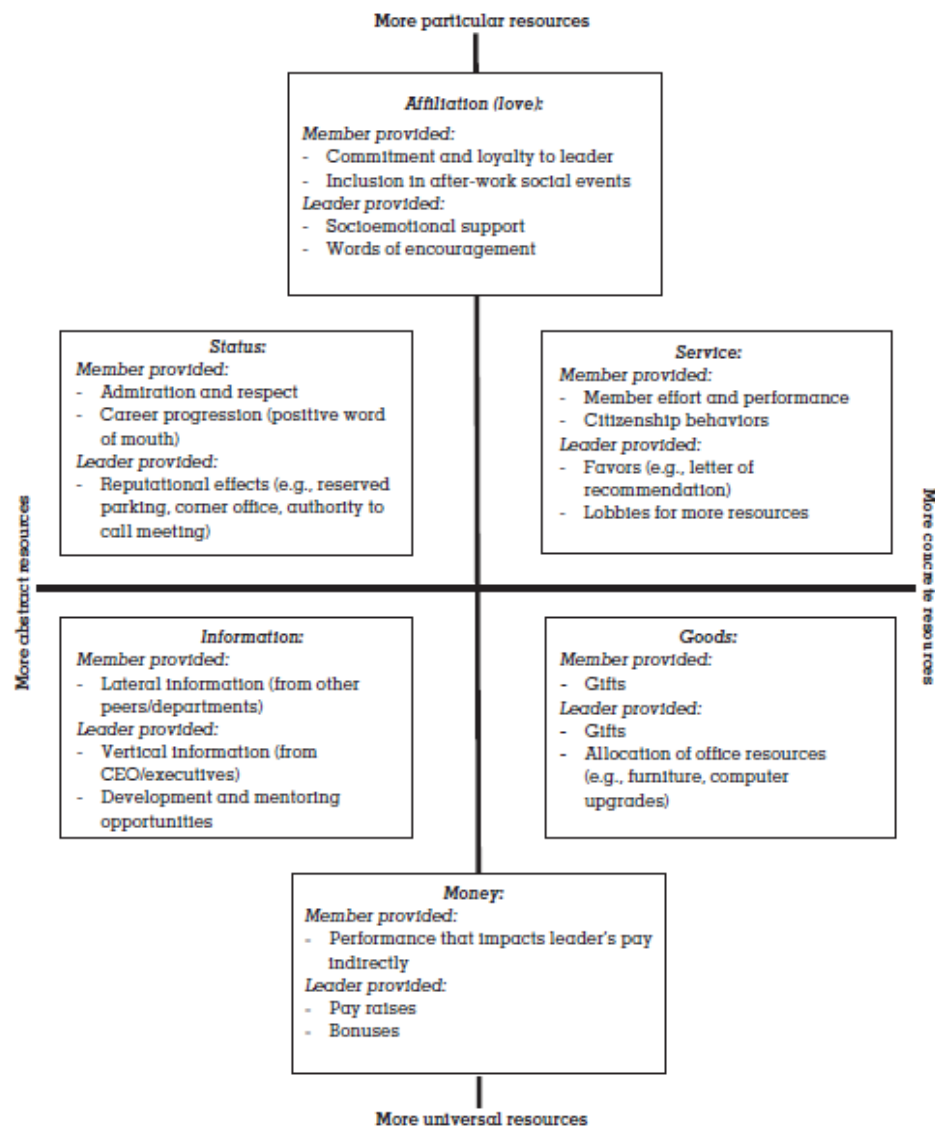 More particular resources
Affiliation (love):
Member provided:
- Commitment and loyalty to leader
- Inclusion in after-work social events
Leader provided:
- Socioemotional support
- Words of encouragement
Status:
Member provided:
- Admiration and respect
- Career progression (positive word
of mouth)
Leader provided:
- Reputational effects (e.g., reserved
parking, corner office, authority to
call meeting)
Service:
Member provided:
- Member effort and performance
- Citizenship behaviors
Leader provided:
- Favors (e.g., letter of
recommendation)
- Lobbies for more resources
More abstract resources
More concrete resources
Information:
Member provided:
- Lateral information (from other
peers/departments)
Leader provided:
- Vertical information (from
CEO/executives)
- Development and mentoring
opportunities
Goods:
Member provided:
- Gifts
Leader provided:
- Gifts
- Allocation of office resources
(e.g., furniture, computer
upgrades)
Money:
Member provided:
- Performance that impacts leader's pay
indirectly
Leader provided:
- Pay raises
- Bonuses
More universal resources